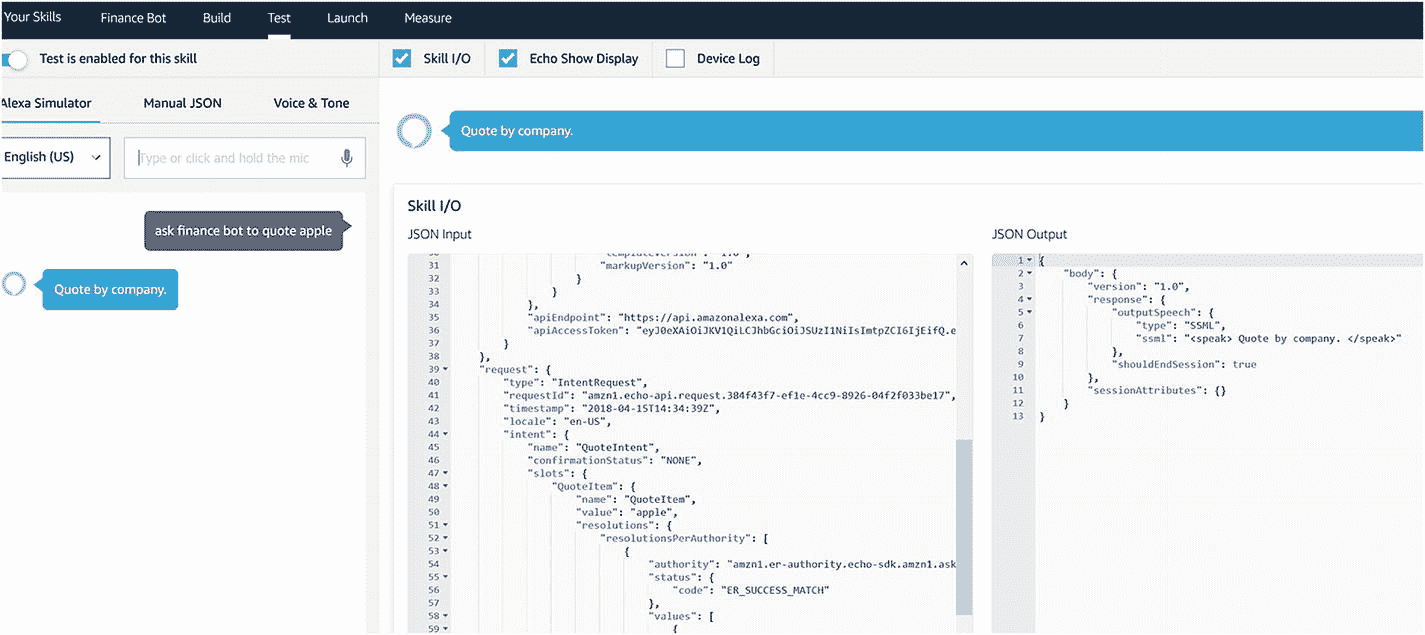 Your Skills Finance Bot Build Test Launch Measure
Test is enabled for this skill
Skill I/O Echo Show Display Device Log
Alexa Simulator Manual JSON Voice & Tone
English (US)
Type or click and hold the mic
ask finance bot to quote apple
Quote by company.
Quote by company.
Skill I/O
JSON Input
30 "templateVersion": "1.0",
31 "markupVersion": "1.0"
32 }
33 }
34 },
35 "apiEndpoint": "https://api.amazonalexa.com",
36 "apiAccessToken": "eyJ0eXAiOiJKV1QiLCJhbGciOiJSUzI1NiIsImtpZCI6IjEifQ.e
37 }
38 },
39 "request": {
40 "type": "IntentRequest",
41 "requestId": "amzn1.echo-api.request.384f43f7-ef1e-4cc9-8926-04f2f033be17",
42 "timestamp": "2018-04-15T14:34:39Z",
43 "locale": "en-US",
44 "intent": {
45 "name": "QuoteIntent",
46 "confirmationStatus": "NONE",
47 "slots": {
48 "QuoteItem": {
49 "name": "QuoteItem",
50 "value": "apple",
51 "resolutions": {
52 "resolutionsPerAuthority": [
53 {
54 "authority": "amzn1.er-authority.echo-sdk.amzn1.ask
55 "status": {
56 "code": "ER_SUCCESS_MATCH"
57 },
58 "values": [
59 {
JSON Output
1 {
2 "body": {
3 "version": "1.0",
4 "response": {
5 "outputSpeech": {
6 "type": "SSML",
7 "ssml": "<speak> Quote by company. </speak>"
8 },
9 "shouldEndSession": true
10 },
11 "sessionAttributes": {}
12 }
13 }